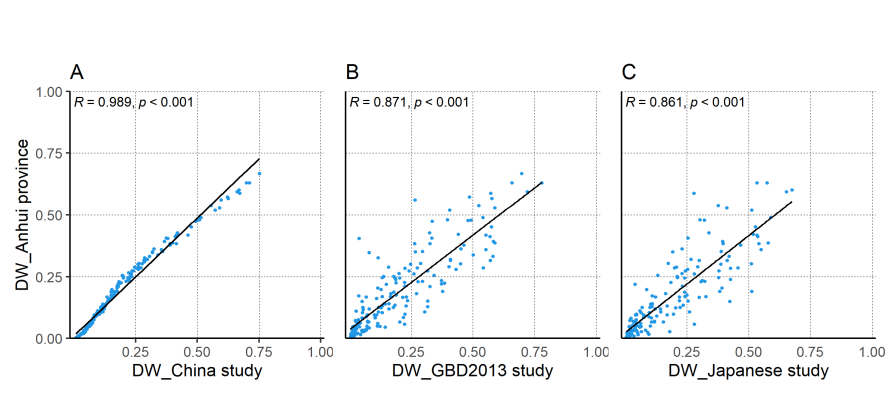 A B C
R = 0.989, p < 0.001 R = 0.871, p < 0.001 R = 0.861, p < 0.001
1.00
0.75
0.50
0.25
0.00
DW_Anhui province
0.25 0.50 0.75 1.00 0.25 0.50 0.75 1.00 0.25 0.50 0.75 1.00
DW_China study DW_GBD2013 study DW_Japanese study